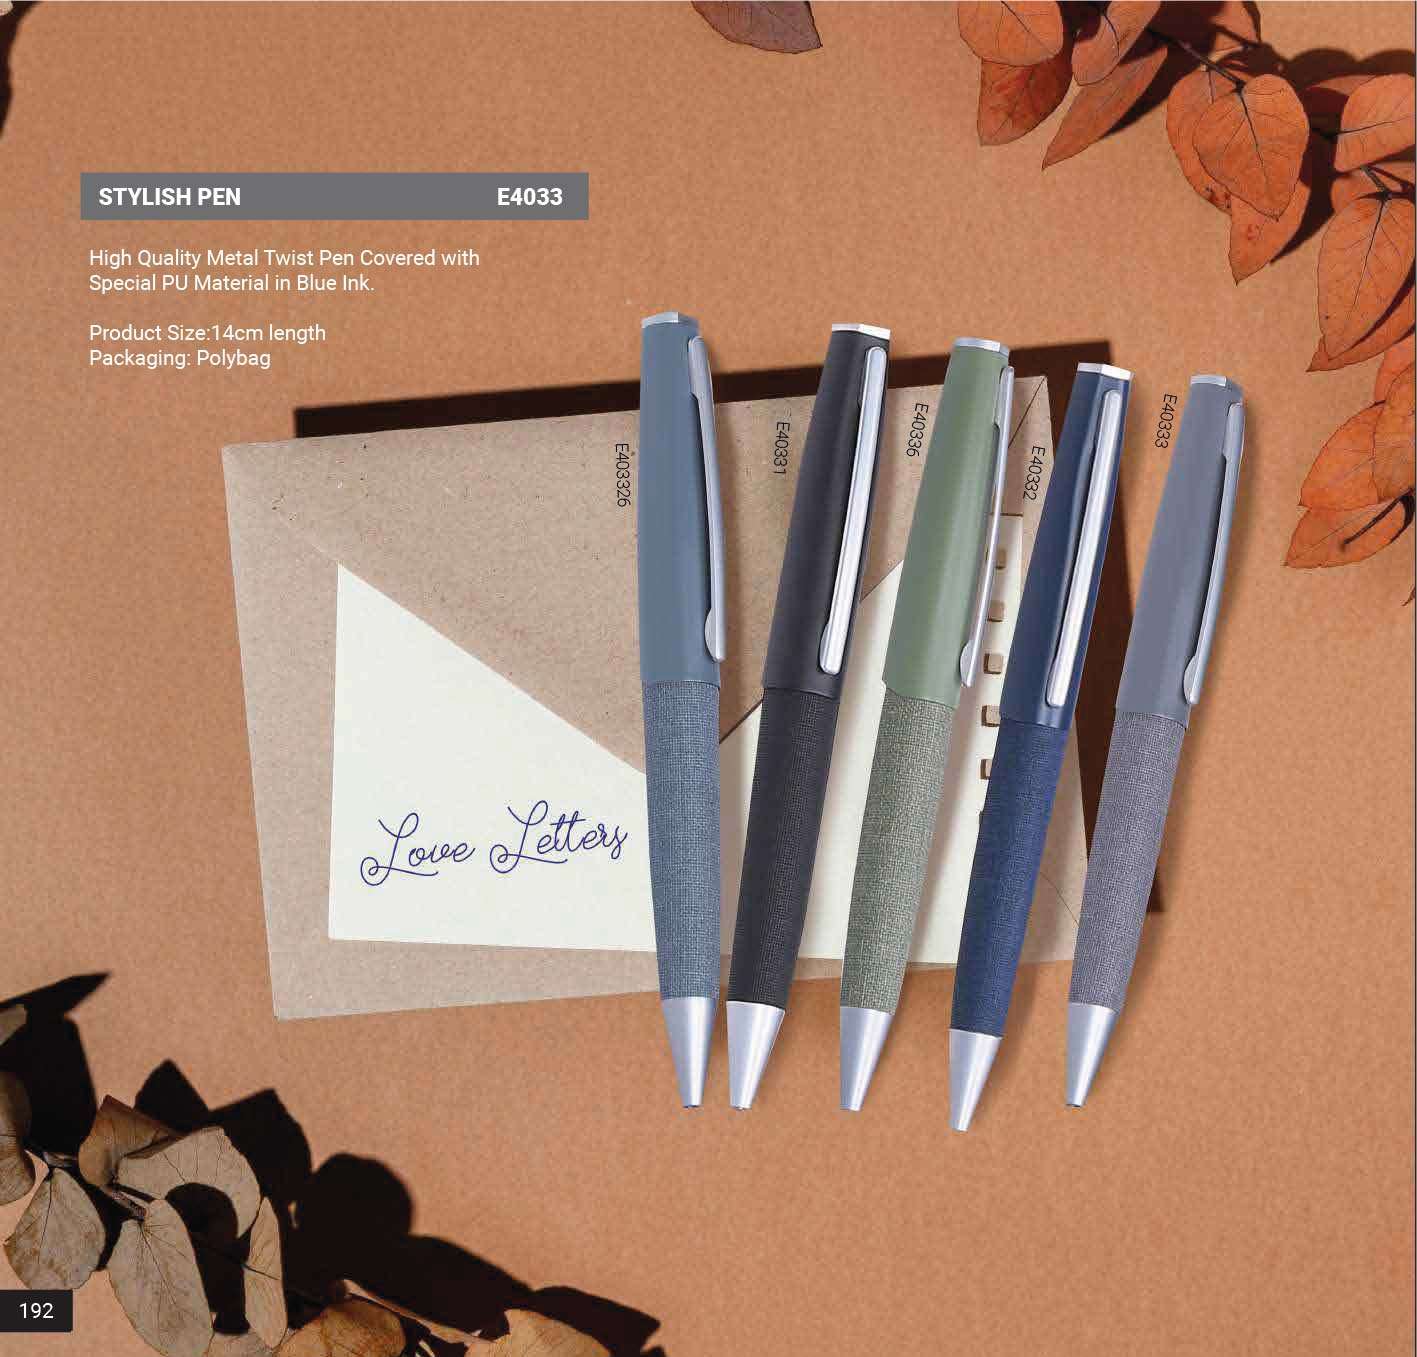 STYLISH PEN E4033
High Quality Metal Twist Pen Covered with
Special PU Material in Blue Ink.
Product Size:14cm length
Packaging: Polybag
E403326
E40331
E40336
E40332
E40333
Love Letters
192